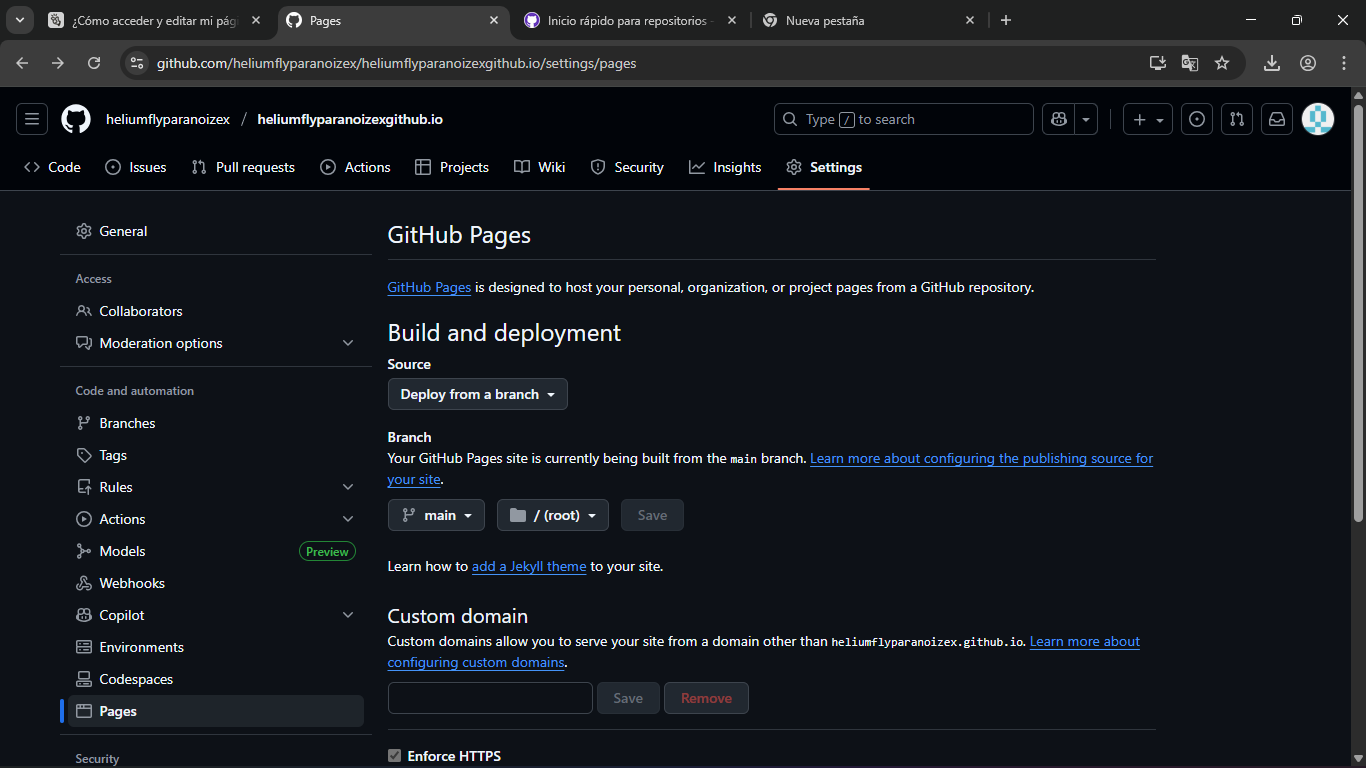 ¿Cómo acceder y editar mi pág
Pages
Inicio rápido para repositorios -
Nueva pestaña
github.com/heliumflyparanoizex/heliumflyparanoizexgithub.io/settings/pages
heliumflyparanoizex / heliumflyparanoizexgithub.io
Type / to search
Code
Issues
Pull requests
Actions
Projects
Wiki
Security
Insights
Settings
General
Access
Collaborators
Moderation options
Code and automation
Branches
Tags
Rules
Actions
Models
Preview
Webhooks
Copilot
Environments
Codespaces
Pages
Security
GitHub Pages
GitHub Pages is designed to host your personal, organization, or project pages from a GitHub repository.
Build and deployment
Source
Deploy from a branch
Branch
Your GitHub Pages site is currently being built from the main branch. Learn more about configuring the publishing source for
your site.
main
/ (root)
Save
Learn how to add a Jekyll theme to your site.
Custom domain
Custom domains allow you to serve your site from a domain other than heliumflyparanoizex.github.io. Learn more about
configuring custom domains.
Save
Remove
Enforce HTTPS